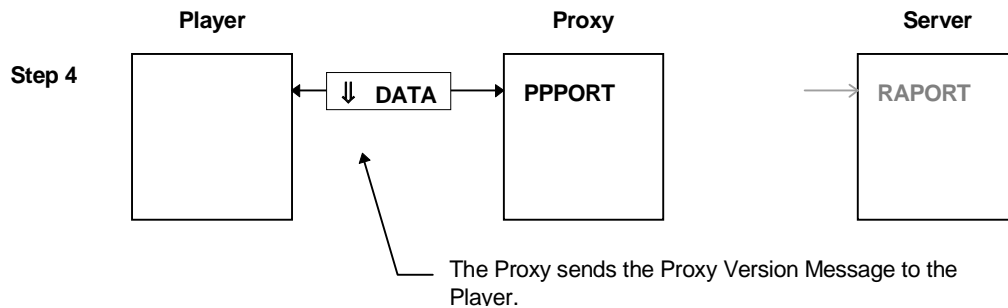 Player Proxy Server
Step 4
⇓ DATA
PPPORT
RAPORT
The Proxy sends the Proxy Version Message to the
Player.